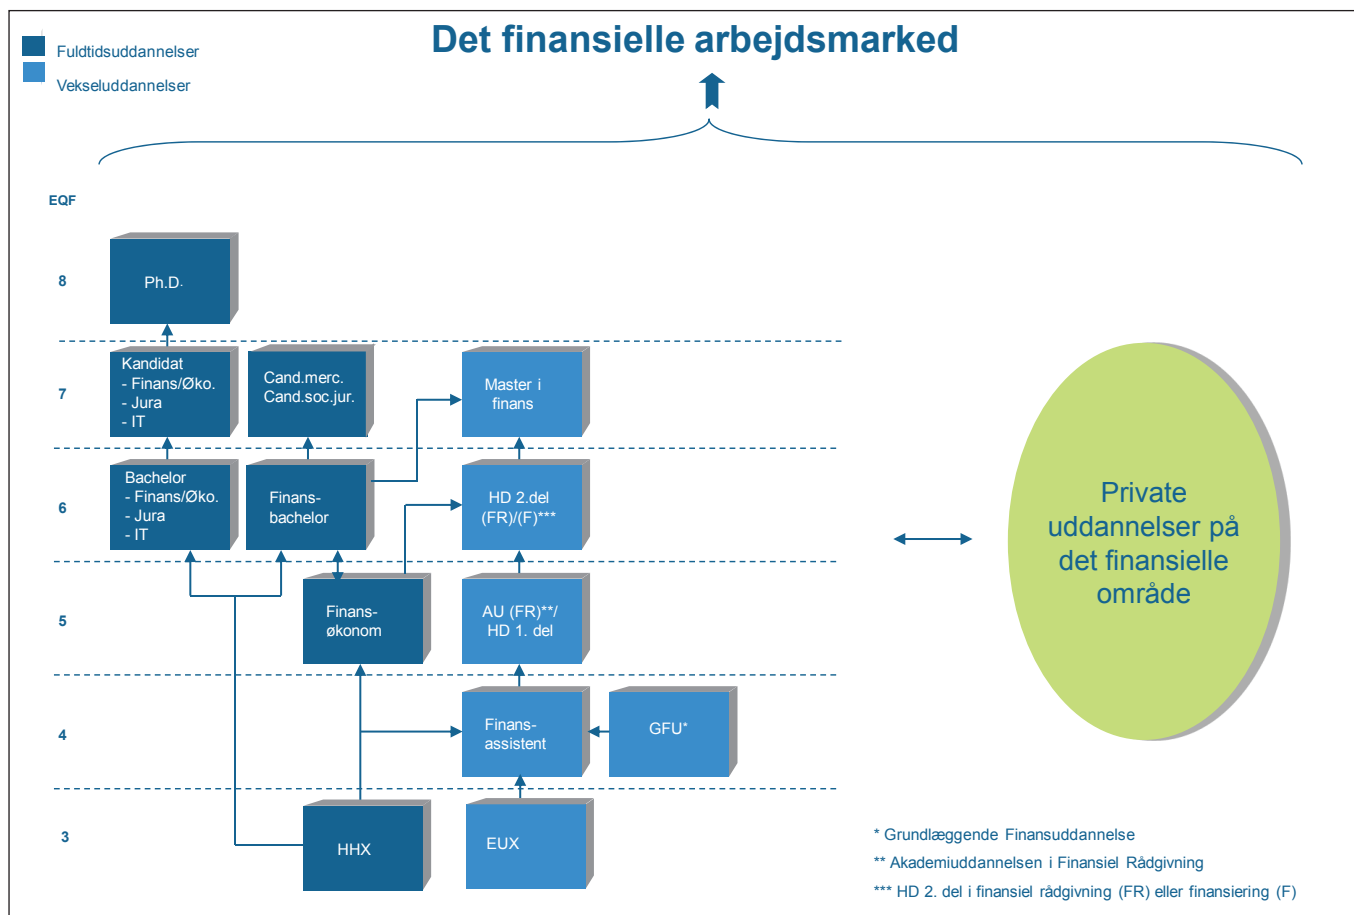 Det finansielle arbejdsmarked
Fuldtidsuddannelser
Vekseluddannelser
EQF
8
Ph.D.
7
Kandidat
- Finans/Øko.
- Jura
- IT
Cand.merc.
Cand.soc.jur.
Master i
finans
6
Bachelor
- Finans/Øko.
- Jura
- IT
Finans-
bachelor
HD 2.del
(FR)/(F)***
5
Finans-
økonom
AU (FR)**/
HD 1. del
4
Finans-
assistent
GFU*
3
HHX
EUX
Private
uddannelser på
det finansielle
område
* Grundlæggende Finansuddannelse
** Akademiuddannelsen i Finansiel Rådgivning
*** HD 2. del i finansiel rådgivning (FR) eller finansiering (F)